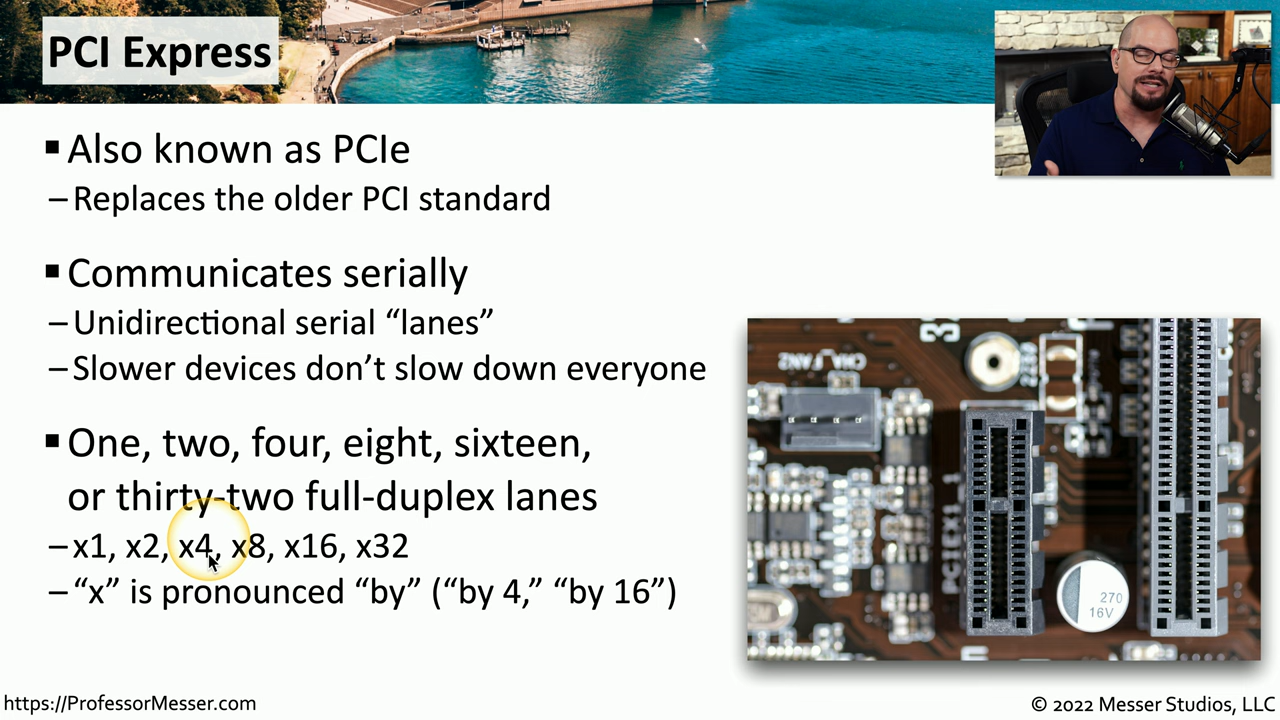 PCI Express
▪ Also known as PCIe
– Replaces the older PCI standard
▪ Communicates serially
– Unidirectional serial “lanes”
– Slower devices don’t slow down everyone
▪ One, two, four, eight, sixteen,
or thirty-two full-duplex lanes
– x1, x2, x4, x8, x16, x32
– “x” is pronounced “by” (“by 4,” “by 16”)
CHA_FAN2
PCIEX1
270
16V
https://ProfessorMesser.com
© 2022 Messer Studios, LLC